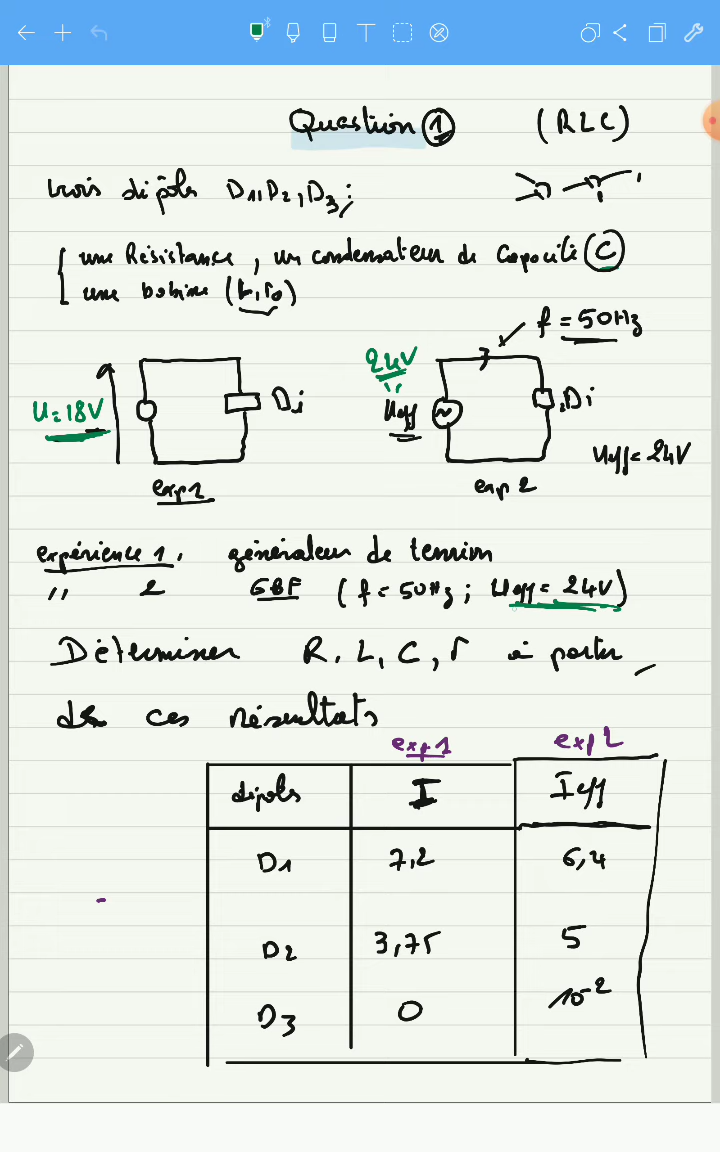 Question ① (RLC)
trois dipôles D1, D2, D3 :
une Résistance, un condensateur de capacité C
une bobine (L, r0)
f = 50Hz
24V
U = 18V
Di
Ueff
Di
Ueff = 24V
exp 1
exp 2
expérience 1, générateur de tension
" 2 GBF (f = 50Hz ; Ueff = 24V)
Déterminer R, L, C, r à partir
de ces résultats
exp 1 exp 2
dipôles I Ieff
D1 7,2 6,4
D2 3,75 5
D3 0 10-2